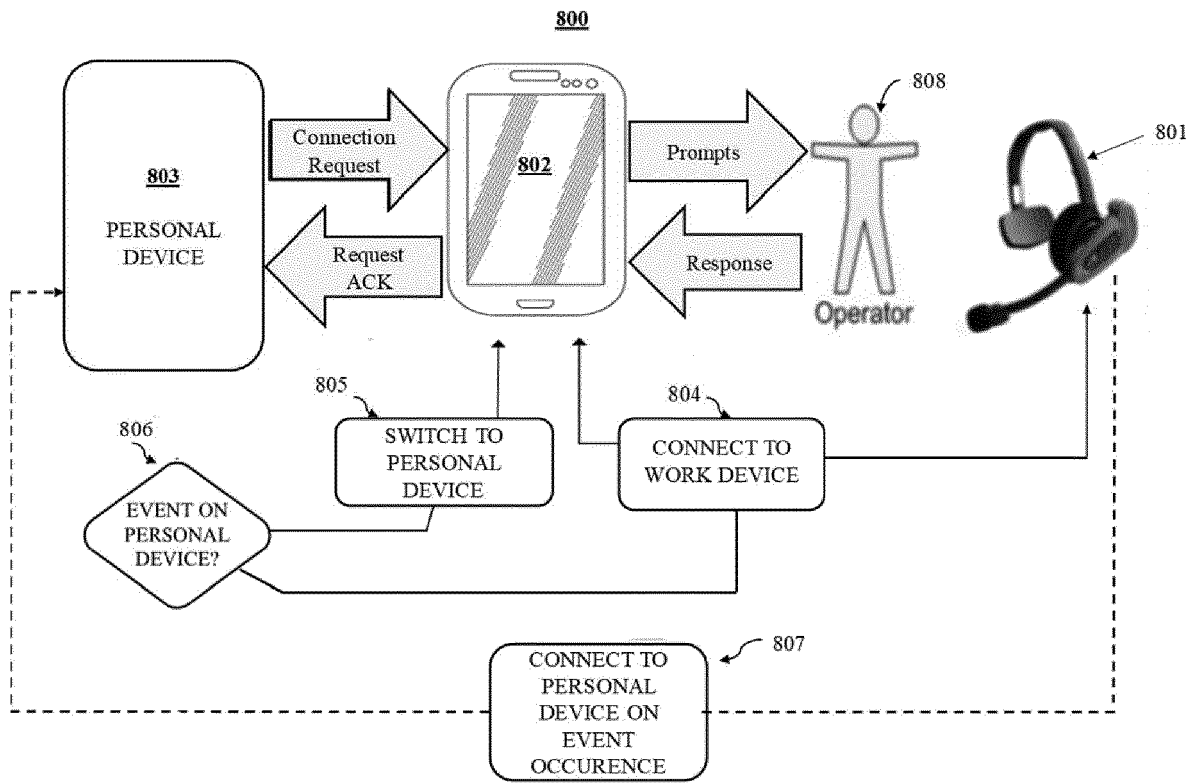 800
803
PERSONAL
DEVICE
Connection
Request
Request
ACK
802
Prompts
Response
808
Operator
801
805
SWITCH TO
PERSONAL
DEVICE
804
CONNECT TO
WORK DEVICE
806
EVENT ON
PERSONAL
DEVICE?
807
CONNECT TO
PERSONAL
DEVICE ON
EVENT
OCCURENCE